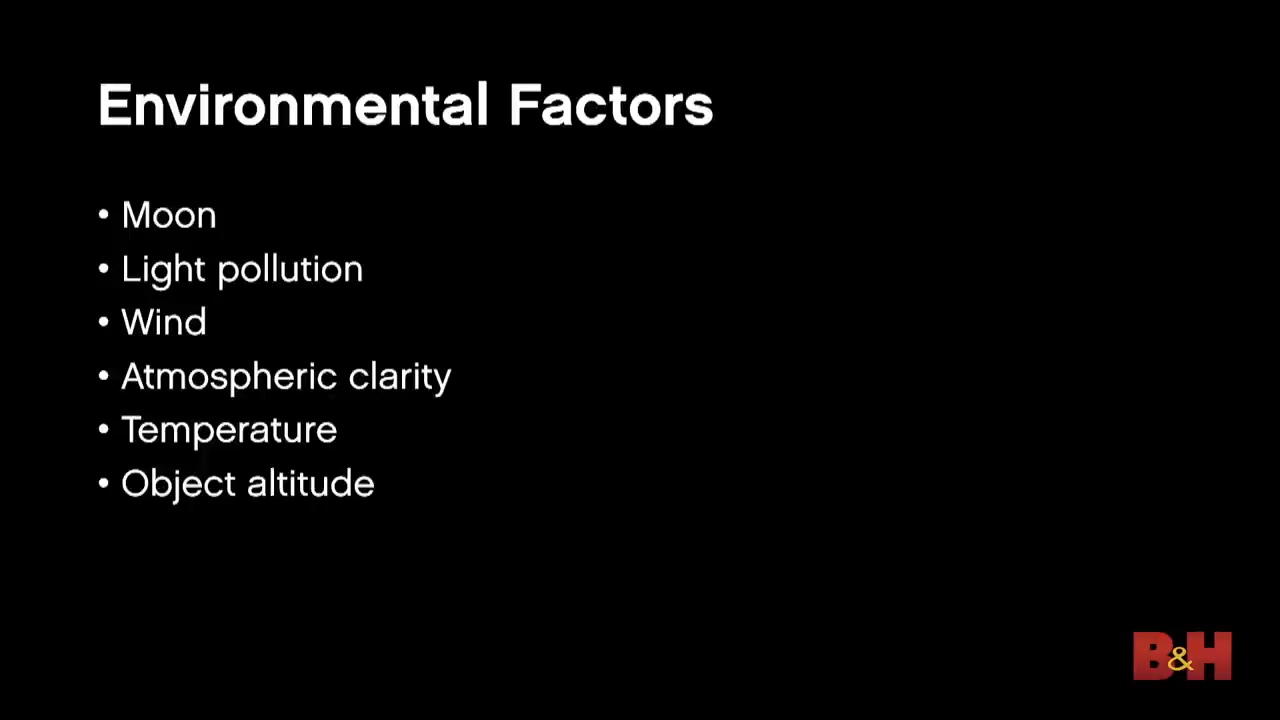 Environmental Factors
• Moon
• Light pollution
• Wind
• Atmospheric clarity
• Temperature
• Object altitude
B&H